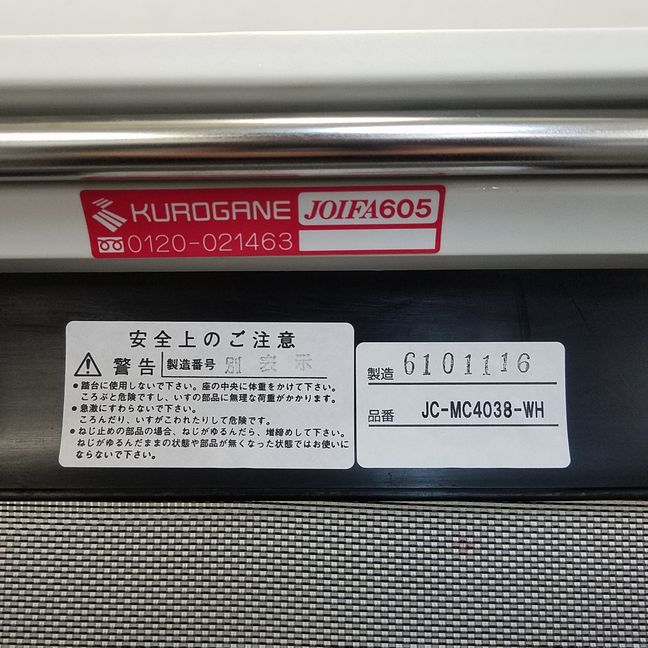 KUROGANE JOIFA605
0120-021463
安全上のご注意
警告 製造番号 別表示
●踏台に使用しないで下さい。座の中央に体重をかけて下さい。
ころぶと危険ですし、いすの部品に無理な荷重がかかります。
●急激にすわらないで下さい。
ころんだり、いすがこわれたりして危険です。
●ねじ止めの部品の場合、ねじがゆるんだら、増締めして下さい。
ねじがゆるんだままの状態や部品が無くなった状態ではお使いに
ならないで下さい。
製造 6101116
品番 JC-MC4038-WH